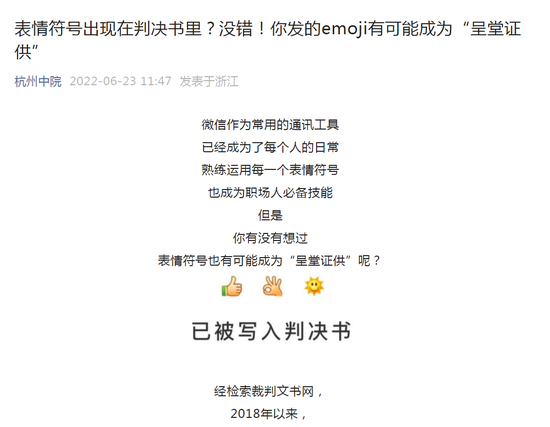 表情符号出现在判决书里？没错！你发的emoji有可能成为“呈堂证
供”
杭州中院 2022-06-23 11:47 发表于浙江
微信作为常用的通讯工具
已经成为了每个人的日常
熟练运用每一个表情符号
也成为职场人必备技能
但是
你有没有想过
表情符号也有可能成为“呈堂证供”呢？
已被写入判决书
经检索裁判文书网，
2018年以来，